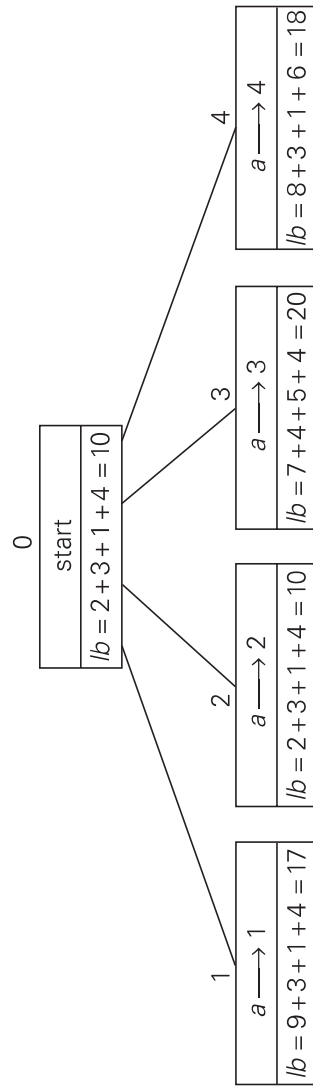 0
start
lb = 2+3+1+4 = 10
1
2
3
4
a ⟶ 1
lb = 9+3+1+4 = 17
a ⟶ 2
lb = 2+3+1+4 = 10
a ⟶ 3
lb = 7+4+5+4 = 20
a ⟶ 4
lb = 8+3+1+6 = 18